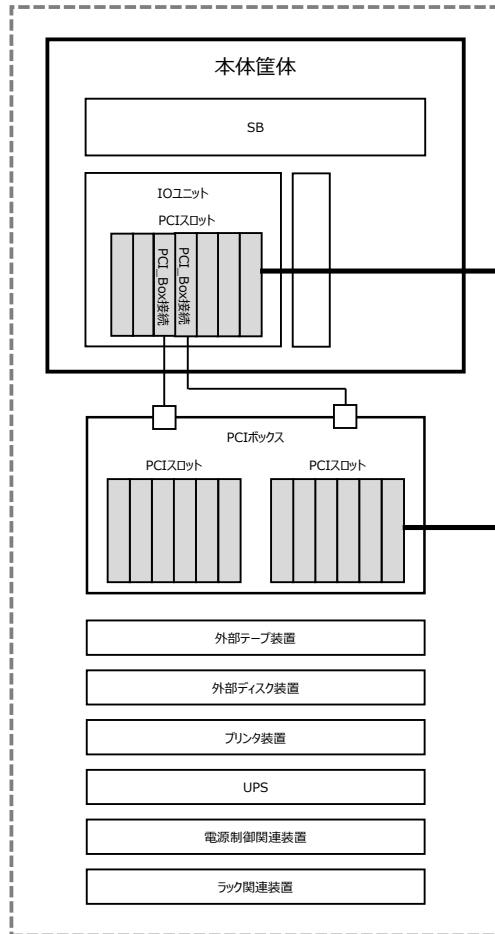 本体筐体
SB
IOユニット
PCIスロット
PCI_Box接続
PCI_Box接続
PCIボックス
PCIスロット
PCIスロット
外部テープ装置
外部ディスク装置
プリンタ装置
UPS
電源制御関連装置
ラック関連装置